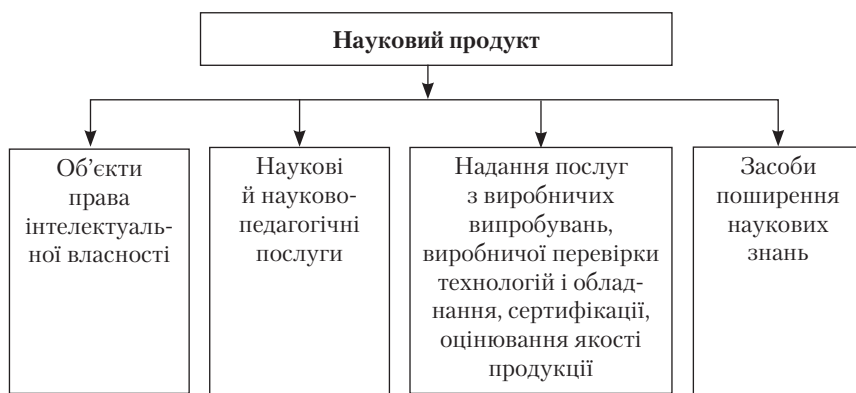 Науковий продукт
Об’єкти
права
інтелектуаль-
ної власності
Наукові
й науково-
педагогічні
послуги
Надання послуг
з виробничих
випробувань,
виробничої перевірки
технологій і облад-
нання, сертифікації,
оцінювання якості
продукції
Засоби
поширення
наукових
знань